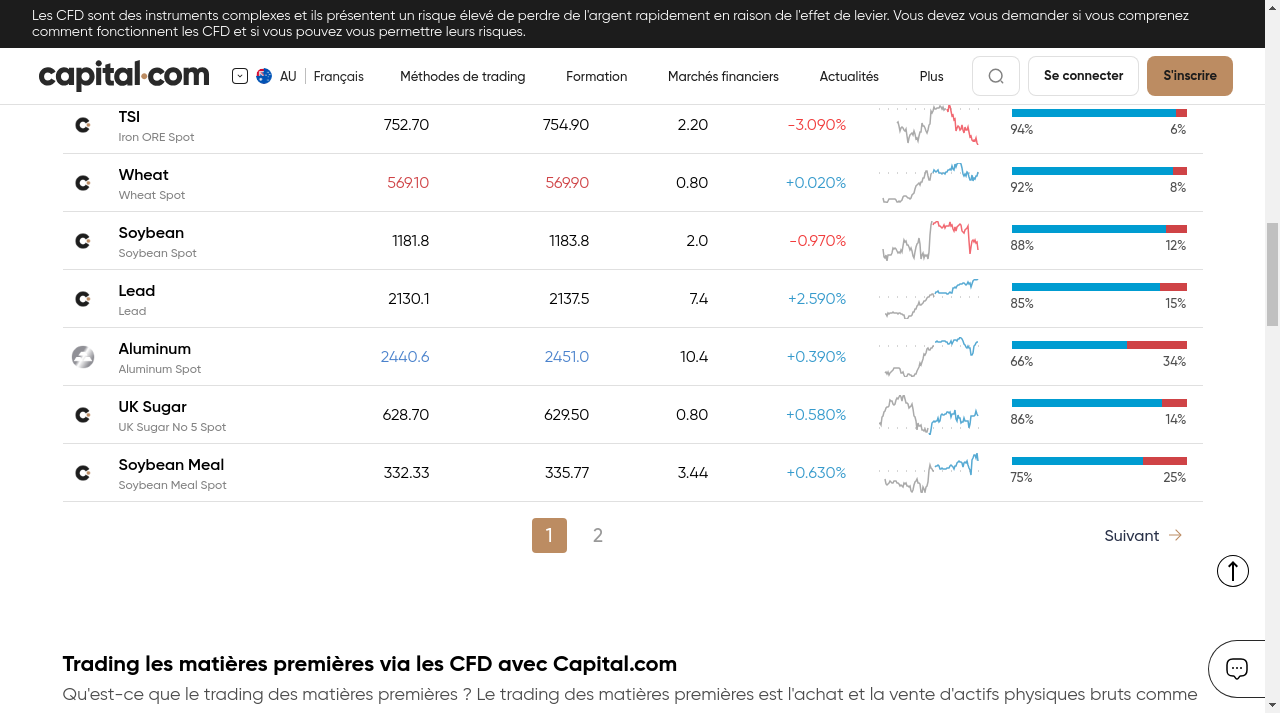 Les CFD sont des instruments complexes et ils présentent un risque élevé de perdre de l'argent rapidement en raison de l'effet de levier. Vous devez vous demander si vous comprenez
comment fonctionnent les CFD et si vous pouvez vous permettre leurs risques.
capital.com AU Français Méthodes de trading Formation Marchés financiers Actualités Plus Se connecter S'inscrire
TSI 752.70 754.90 2.20 -3.090% 94% 6%
Iron ORE Spot
Wheat 569.10 569.90 0.80 +0.020% 92% 8%
Wheat Spot
Soybean 1181.8 1183.8 2.0 -0.970% 88% 12%
Soybean Spot
Lead 2130.1 2137.5 7.4 +2.590% 85% 15%
Lead
Aluminum 2440.6 2451.0 10.4 +0.390% 66% 34%
Aluminum Spot
UK Sugar 628.70 629.50 0.80 +0.580% 86% 14%
UK Sugar No 5 Spot
Soybean Meal 332.33 335.77 3.44 +0.630% 75% 25%
Soybean Meal Spot
1 2 Suivant
Trading les matières premières via les CFD avec Capital.com
Qu'est-ce que le trading des matières premières ? Le trading des matières premières est l'achat et la vente d'actifs physiques bruts comme